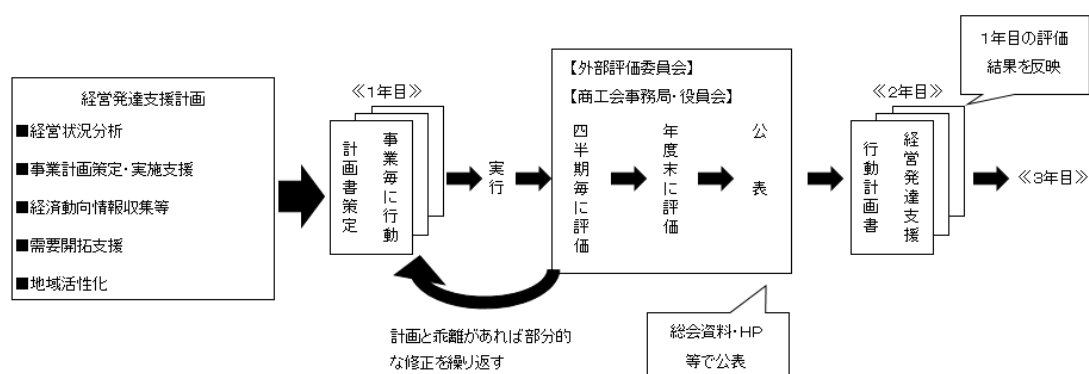 経営発達支援計画
■経営状況分析
■事業計画策定・実施支援
■経済動向情報収集等
■需要開拓支援
■地域活性化
≪1年目≫
事業毎に行動
計画書策定
実行
【外部評価委員会】
【商工会事務局・役員会】
四半期毎に評価
年度末に評価
公表
≪2年目≫
経営発達支援
行動計画書
1年目の評価
結果を反映
≪3年目≫
計画と乖離があれば部分的
な修正を繰り返す
総会資料・HP
等で公表